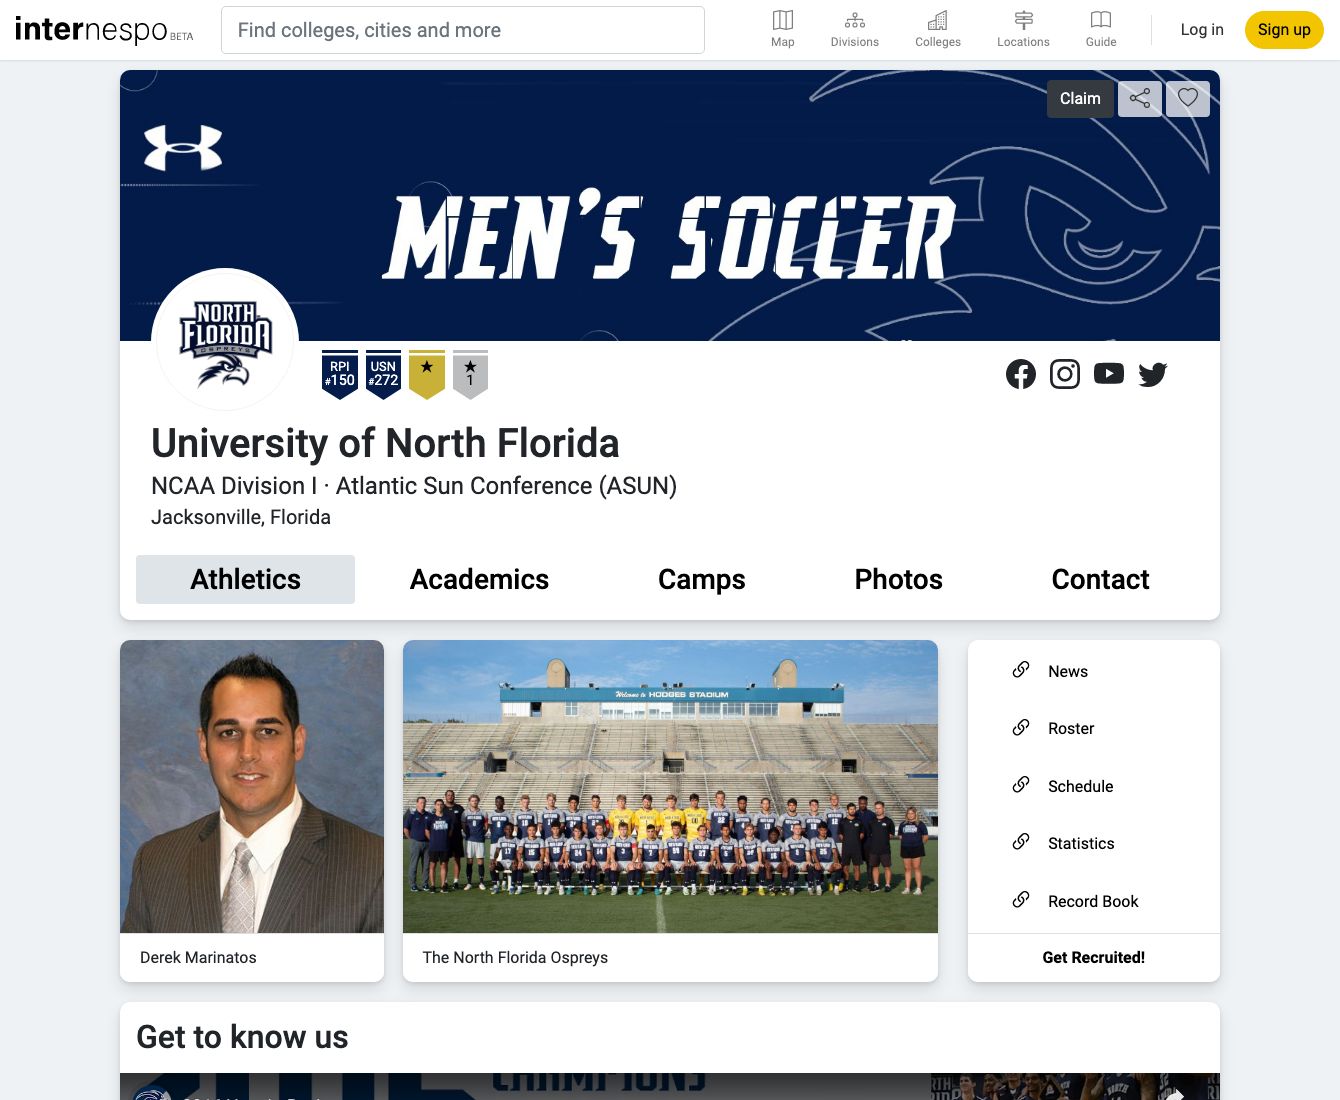 internespo BETA
Find colleges, cities and more
Map
Divisions
Colleges
Locations
Guide
Log in
Sign up
Claim
MEN'S SOCCER
NORTH
FLORIDA
OSPREYS
RPI
#150
USN
#272
1
University of North Florida
NCAA Division I · Atlantic Sun Conference (ASUN)
Jacksonville, Florida
Athletics
Academics
Camps
Photos
Contact
Welcome to HODGES STADIUM
Derek Marinatos
The North Florida Ospreys
News
Roster
Schedule
Statistics
Record Book
Get Recruited!
Get to know us
CHAMPIONS